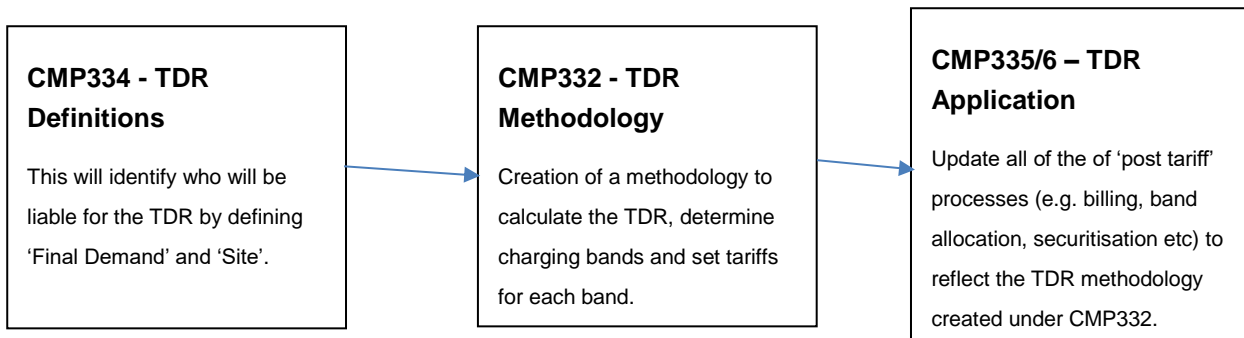 CMP334 - TDR
Definitions
This will identify who will be
liable for the TDR by defining
‘Final Demand’ and ‘Site’.
CMP332 - TDR
Methodology
Creation of a methodology to
calculate the TDR, determine
charging bands and set tariffs
for each band.
CMP335/6 – TDR
Application
Update all of the of ‘post tariff’
processes (e.g. billing, band
allocation, securitisation etc) to
reflect the TDR methodology
created under CMP332.